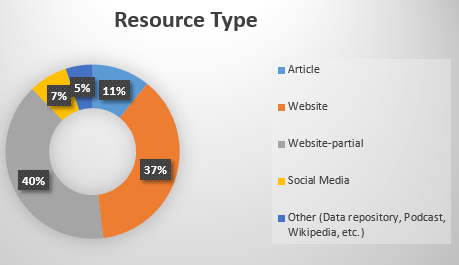 Resource Type
5%
11%
7%
37%
40%
Article
Website
Website-partial
Social Media
Other (Data repository, Podcast,
Wikipedia, etc.)